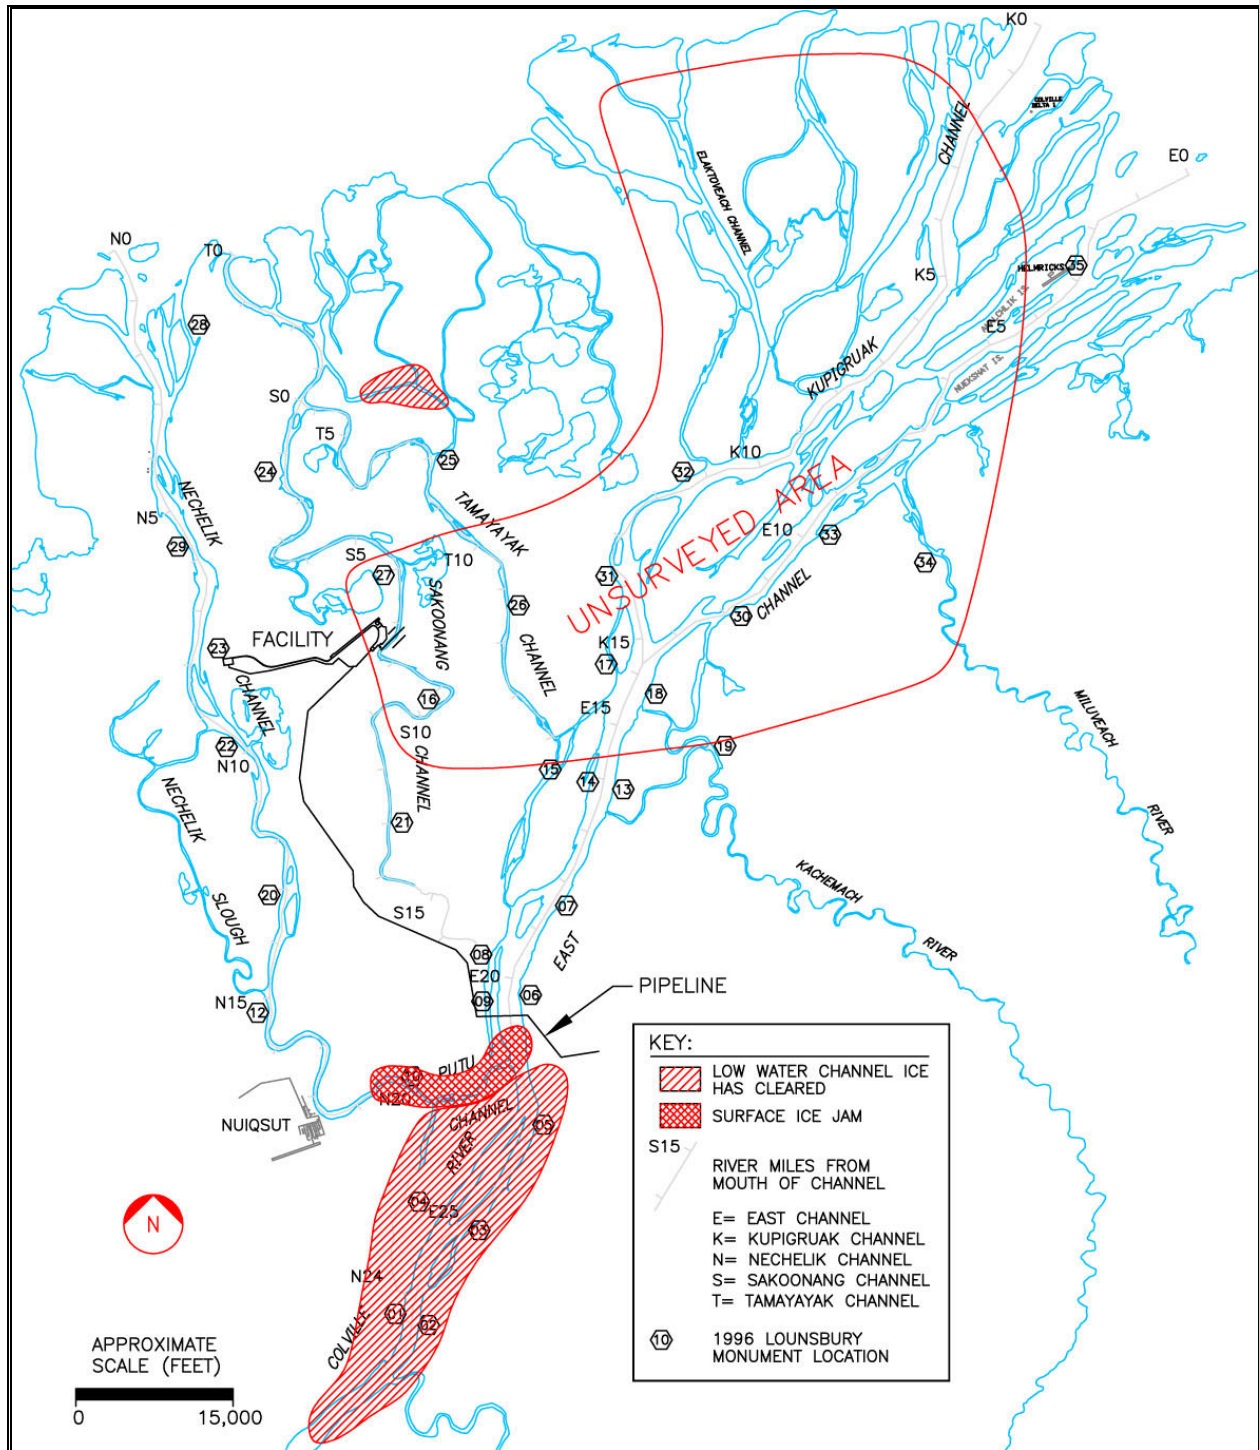 K0
COLVILLE
DELTA 1
CHANNEL
E0
ELAKTOVEACH CHANNEL
N0
T0
K5
HELMRICKS
35
E5
NUEKSHAT IS.
28
KUPIGRUAK
S0
T5
25
24
K10
32
NECHELIK
TAMAYAYAK
UNSURVEYED AREA
N5
29
S5
27
T10
E10
33
34
31
SAKOONANG
26
30
CHANNEL
FACILITY
23
K15
17
CHANNEL
CHANNEL
16
18
E15
S10
22
N10
19
MILUVEACH
RIVER
15
14
13
CHANNEL
NECHELIK
21
KACHEMACH
RIVER
20
SLOUGH
S15
07
EAST
08
E20
N15
09
06
12
PIPELINE
10
PUTU
N20
CHANNEL
05
NUIQSUT
RIVER
04
E25
03
N
N24
01
02
COLVILLE
APPROXIMATE
SCALE (FEET)
0 15,000
KEY:
LOW WATER CHANNEL ICE
HAS CLEARED
SURFACE ICE JAM
S15
RIVER MILES FROM
MOUTH OF CHANNEL
E= EAST CHANNEL
K= KUPIGRUAK CHANNEL
N= NECHELIK CHANNEL
S= SAKOONANG CHANNEL
T= TAMAYAYAK CHANNEL
10
1996 LOUNSBURY
MONUMENT LOCATION